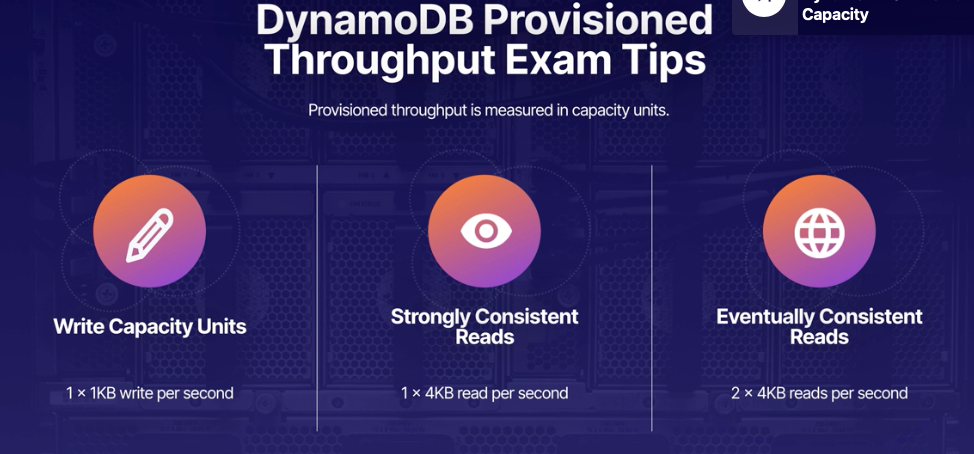 Capacity
DynamoDB Provisioned
Throughput Exam Tips
Provisioned throughput is measured in capacity units.
Write Capacity Units
1 x 1KB write per second
Strongly Consistent
Reads
1 x 4KB read per second
Eventually Consistent
Reads
2 x 4KB reads per second